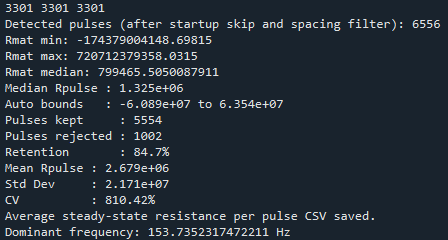 3301 3301 3301
Detected pulses (after startup skip and spacing filter): 6556
Rmat min: -174379004148.69815
Rmat max: 720712379358.0315
Rmat median: 799465.5050087911
Median Rpulse : 1.325e+06
Auto bounds   : -6.089e+07 to 6.354e+07
Pulses kept     : 5554
Pulses rejected : 1002
Retention       : 84.7%
Mean Rpulse : 2.679e+06
Std Dev     : 2.171e+07
CV          : 810.42%
Average steady-state resistance per pulse CSV saved.
Dominant frequency: 153.7352317472211 Hz